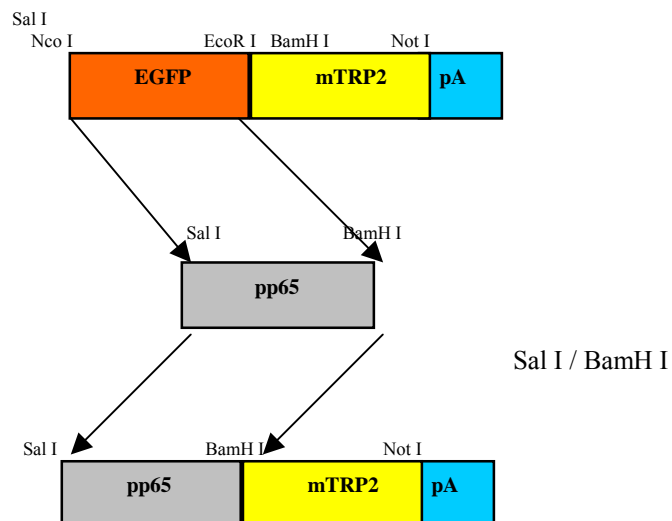 Sal I
Nco I EcoR I BamH I Not I
EGFP mTRP2 pA
Sal I BamH I
pp65
Sal I / BamH I
Sal I BamH I Not I
pp65 mTRP2 pA